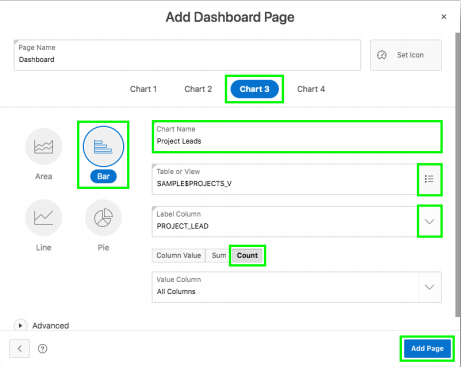 Add Dashboard Page
×
Page Name
Dashboard
Set Icon
Chart 1 Chart 2 Chart 3 Chart 4
Area
Bar
Line
Pie
Chart Name
Project Leads
Table or View
SAMPLE$PROJECTS_V
Label Column
PROJECT_LEAD
Column Value Sum Count
Value Column
All Columns
Advanced
?
Add Page